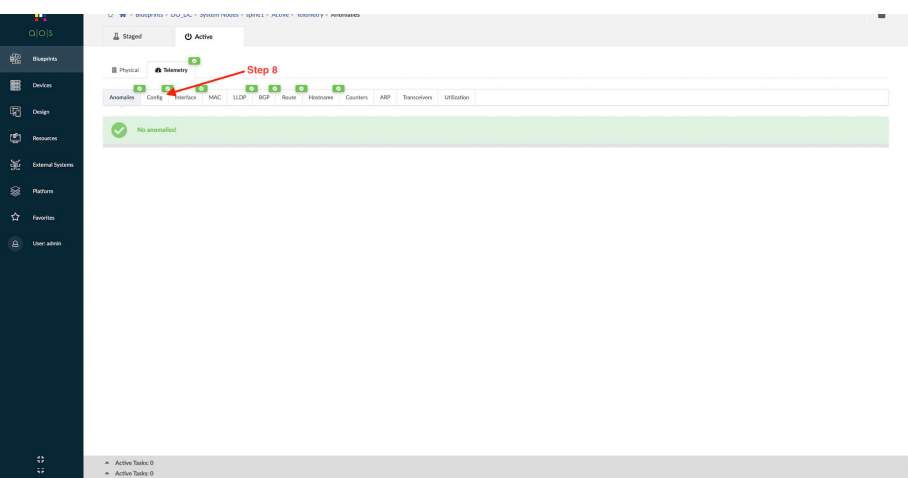 Blueprints › DO_DC › System Nodes › spine1 › Active › Telemetry › Anomalies
a|o|s
Staged Active
Blueprints
Physical Telemetry Step 8
Devices
Anomalies Config Interface MAC LLDP BGP Route Hostname Counters ARP Transceivers Utilization
Design
No anomalies!
Resources
External Systems
Platform
Favorites
User: admin
Active Tasks: 0
Active Tasks: 0